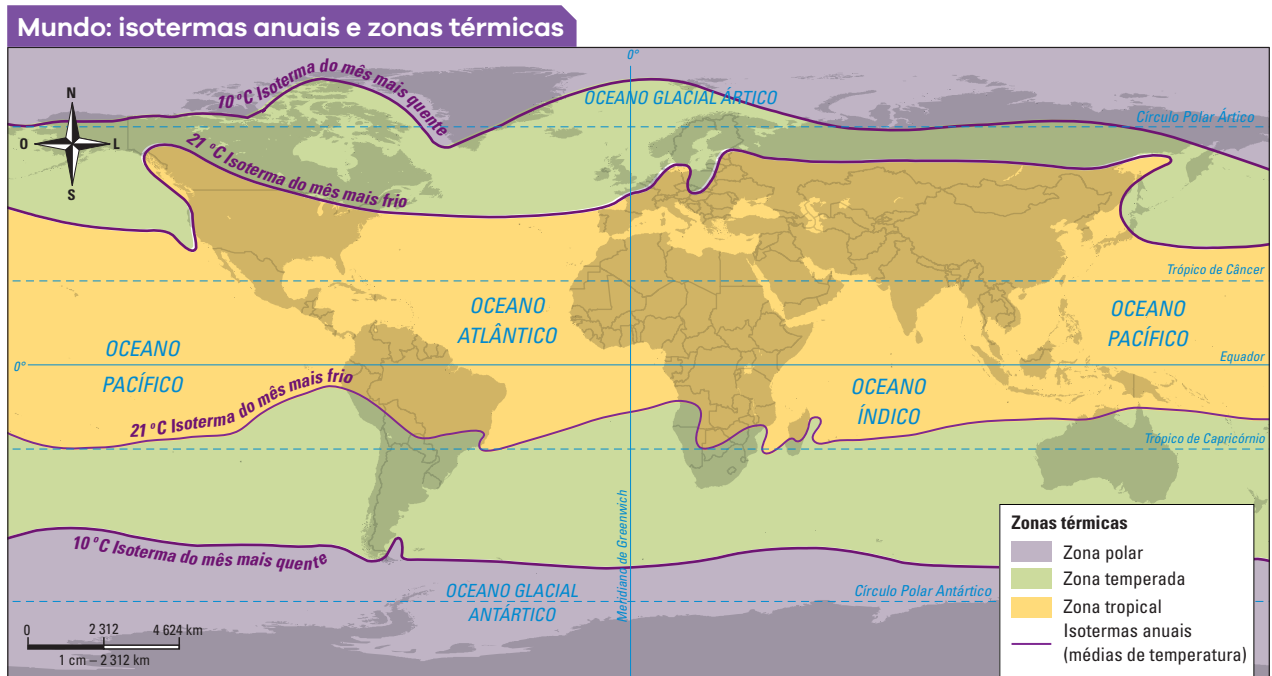 Mundo: isotermas anuais e zonas térmicas
0°
10 °C Isoterma do mês mais quente
OCEANO GLACIAL ÁRTICO
N
O
L
S
Círculo Polar Ártico
21 °C Isoterma do mês mais frio
Trópico de Câncer
OCEANO
ATLÂNTICO
OCEANO
PACÍFICO
OCEANO
PACÍFICO
Equador
0°
21 °C Isoterma do mês mais frio
OCEANO
ÍNDICO
Trópico de Capricórnio
Meridiano de Greenwich
10 °C Isoterma do mês mais quente
OCEANO GLACIAL
ANTÁRTICO
Círculo Polar Antártico
0 2 312 4 624 km
1 cm – 2 312 km
Zonas térmicas
Zona polar
Zona temperada
Zona tropical
Isotermas anuais
(médias de temperatura)